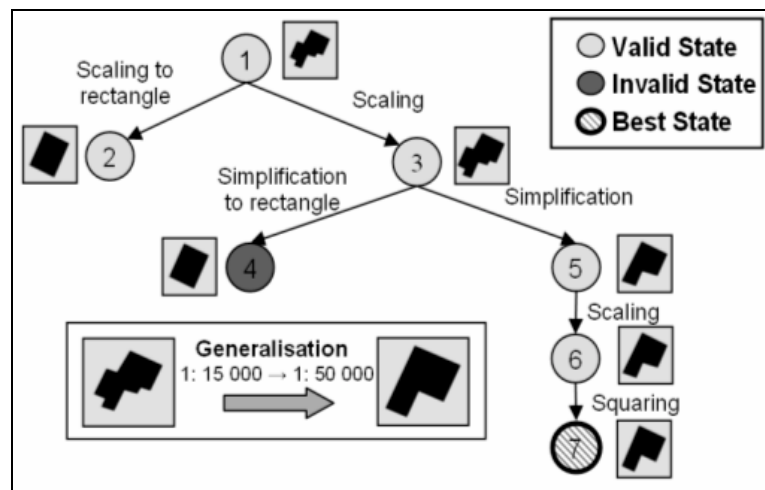 1
Valid State
Invalid State
Best State
Scaling to
rectangle
Scaling
2
3
Simplification
to rectangle
Simplification
4
5
Scaling
Generalisation
1: 15 000 → 1: 50 000
6
Squaring
7